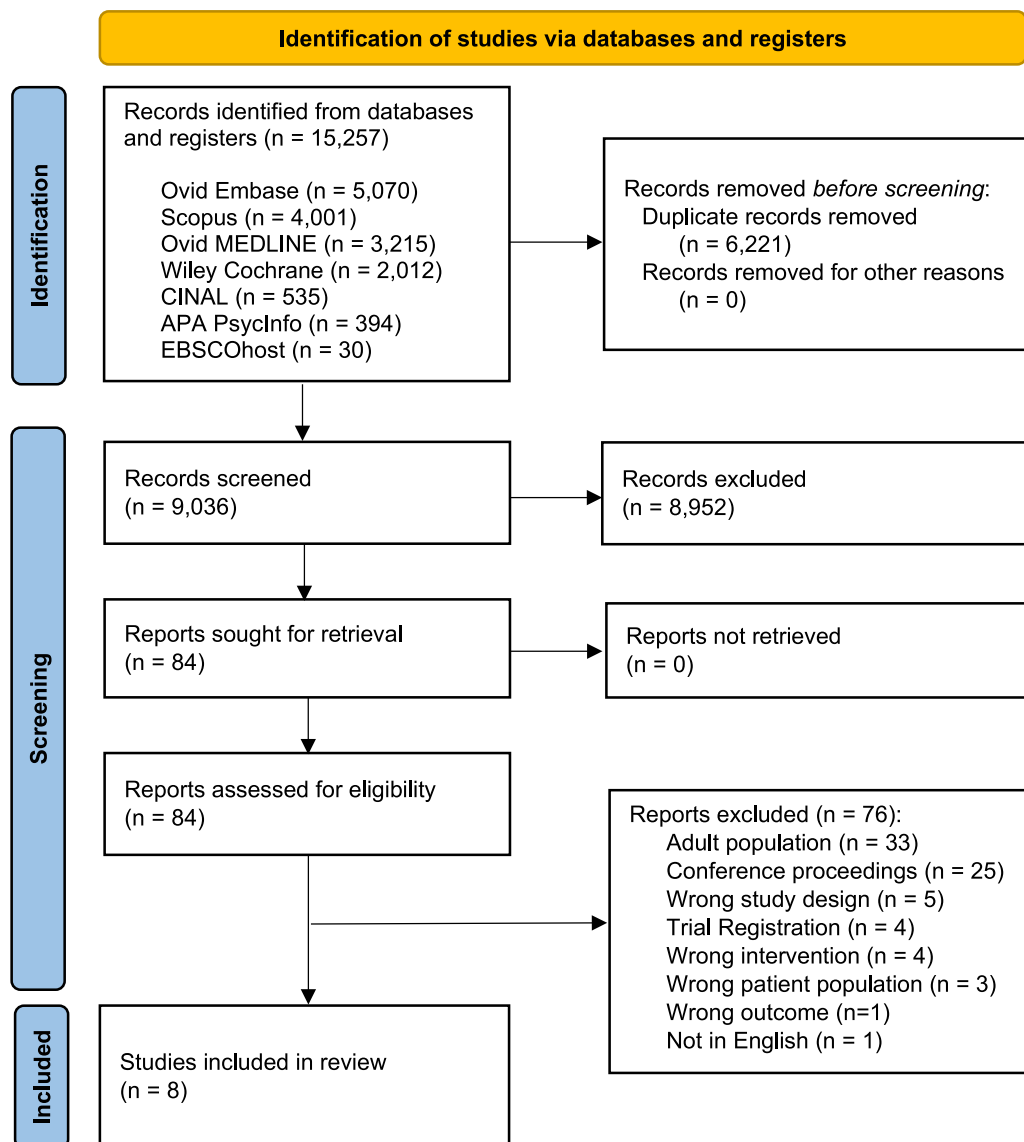 Identification of studies via databases and registers
Identification
Records identified from databases
and registers (n = 15,257)
Ovid Embase (n = 5,070)
Scopus (n = 4,001)
Ovid MEDLINE (n = 3,215)
Wiley Cochrane (n = 2,012)
CINAL (n = 535)
APA PsycInfo (n = 394)
EBSCOhost (n = 30)
Records removed before screening:
Duplicate records removed
(n = 6,221)
Records removed for other reasons
(n = 0)
Screening
Records screened
(n = 9,036)
Records excluded
(n = 8,952)
Reports sought for retrieval
(n = 84)
Reports not retrieved
(n = 0)
Reports assessed for eligibility
(n = 84)
Reports excluded (n = 76):
Adult population (n = 33)
Conference proceedings (n = 25)
Wrong study design (n = 5)
Trial Registration (n = 4)
Wrong intervention (n = 4)
Wrong patient population (n = 3)
Wrong outcome (n=1)
Not in English (n = 1)
Included
Studies included in review
(n = 8)